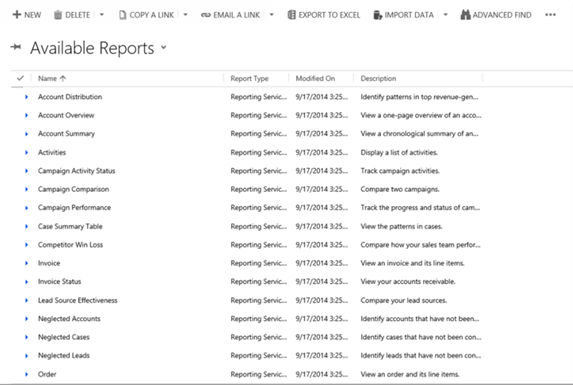 NEW DELETE COPY A LINK EMAIL A LINK EXPORT TO EXCEL IMPORT DATA ADVANCED FIND
Available Reports
Name Report Type Modified On Description
Account Distribution Reporting Servic... 9/17/2014 3:25... Identify patterns in top revenue-gen...
Account Overview Reporting Servic... 9/17/2014 3:25... View a one-page overview of an acco...
Account Summary Reporting Servic... 9/17/2014 3:25... View a chronological summary of an...
Activities Reporting Servic... 9/17/2014 3:25... Display a list of activities.
Campaign Activity Status Reporting Servic... 9/17/2014 3:25... Track campaign activities.
Campaign Comparison Reporting Servic... 9/17/2014 3:25... Compare two campaigns.
Campaign Performance Reporting Servic... 9/17/2014 3:25... Track the progress and status of cam...
Case Summary Table Reporting Servic... 9/17/2014 3:25... View the patterns in cases.
Competitor Win Loss Reporting Servic... 9/17/2014 3:25... Compare how your sales team perfor...
Invoice Reporting Servic... 9/17/2014 3:25... View an invoice and its line items.
Invoice Status Reporting Servic... 9/17/2014 3:25... View your accounts receivable.
Lead Source Effectiveness Reporting Servic... 9/17/2014 3:25... Compare your lead sources.
Neglected Accounts Reporting Servic... 9/17/2014 3:25... Identify accounts that have not been...
Neglected Cases Reporting Servic... 9/17/2014 3:25... Identify cases that have not been con...
Neglected Leads Reporting Servic... 9/17/2014 3:25... Identify leads that have not been con...
Order Reporting Servic... 9/17/2014 3:25... View an order and its line items.